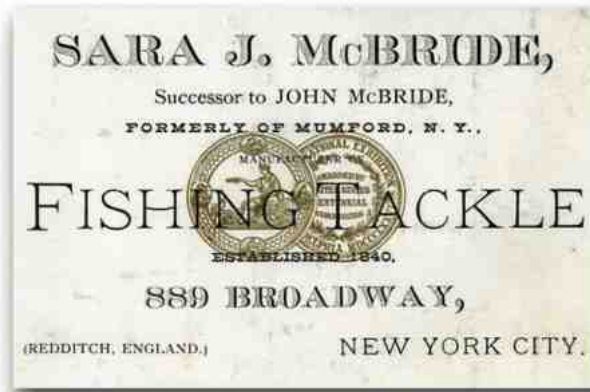 SARA J. McBRIDE,
Successor to JOHN McBRIDE,
FORMERLY OF MUMFORD, N. Y.,
MANUFACTURER OF
FISHING TACKLE
ESTABLISHED 1840,
889 BROADWAY,
(REDDITCH, ENGLAND.)
NEW YORK CITY.